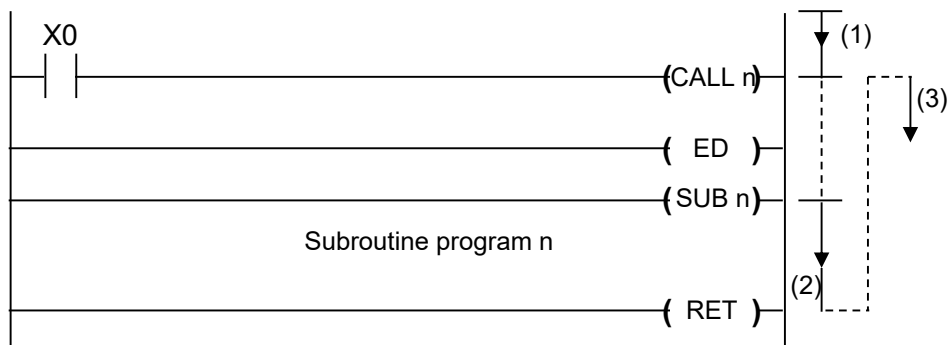 X0
(1)
(CALL n)
(3)
( ED )
(SUB n)
Subroutine program n
(2)
( RET )